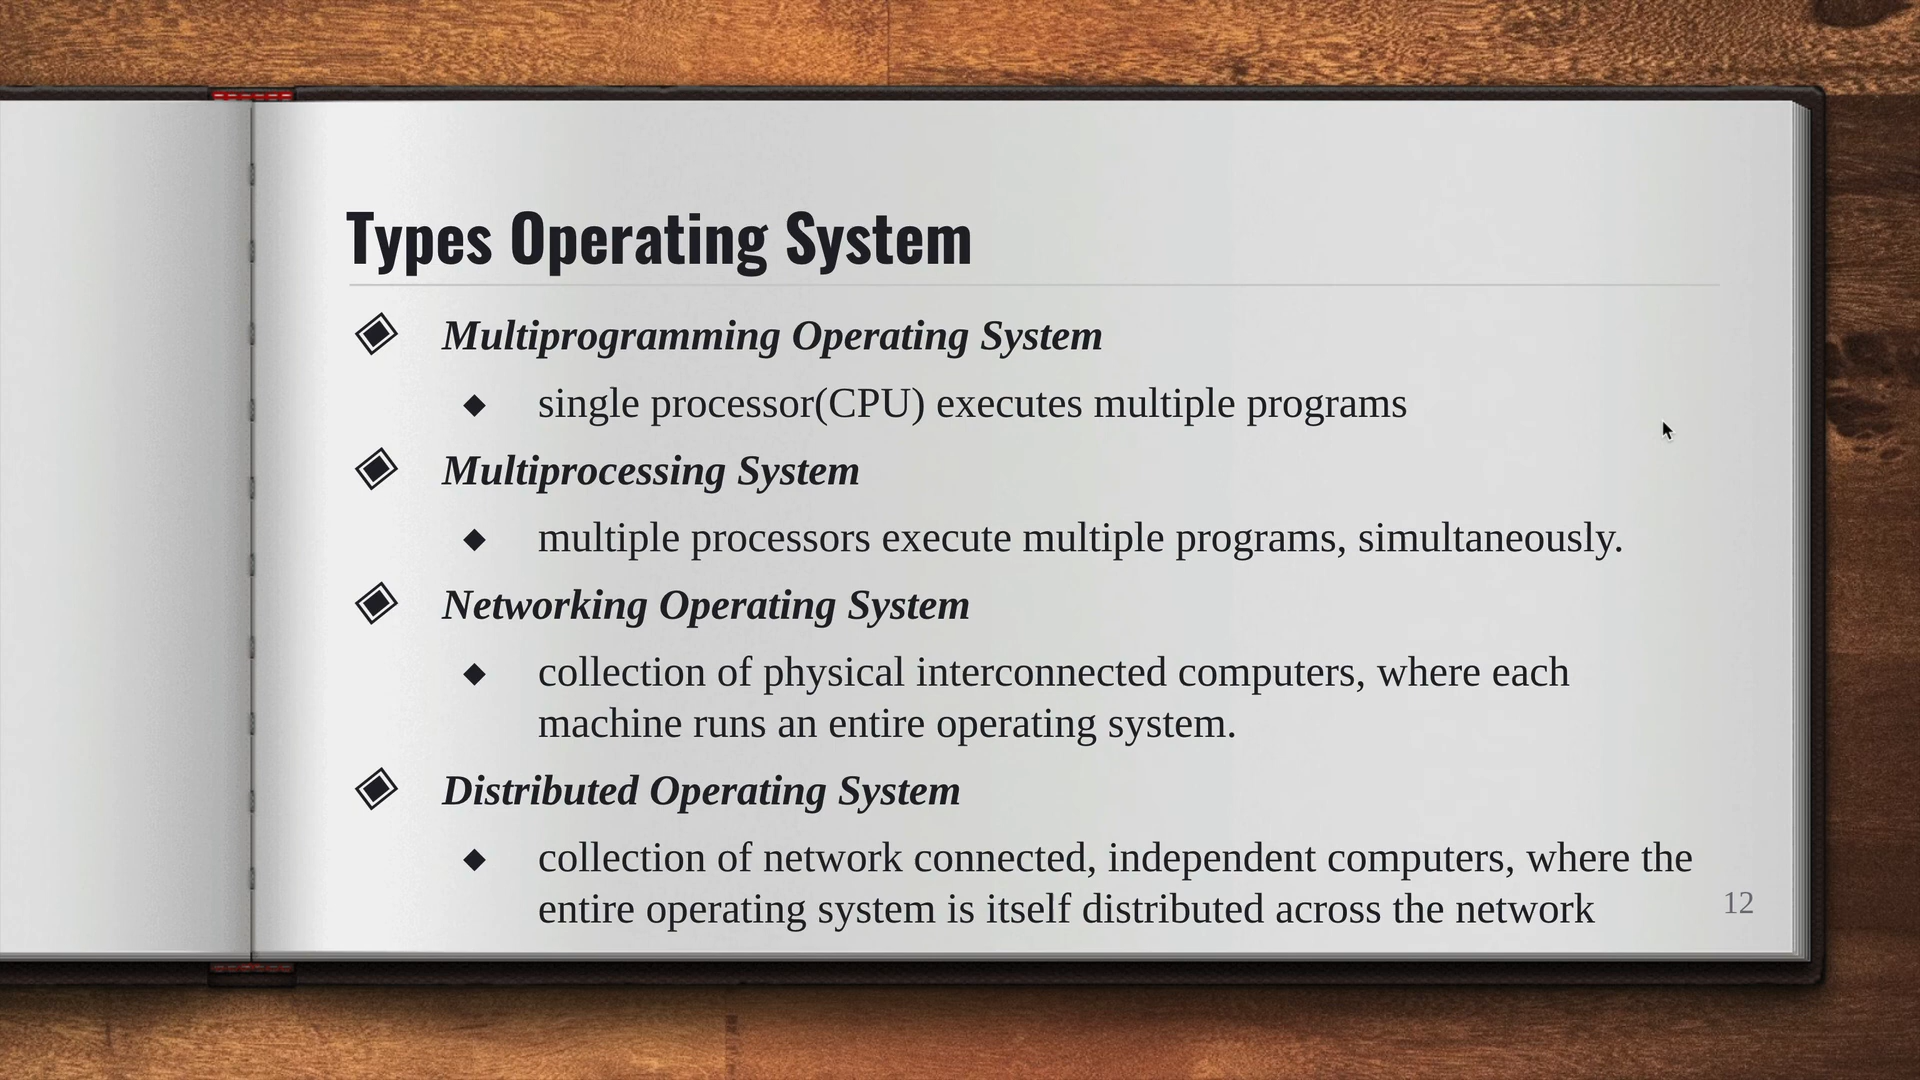 Types Operating System
Multiprogramming Operating System
single processor(CPU) executes multiple programs
Multiprocessing System
multiple processors execute multiple programs, simultaneously.
Networking Operating System
collection of physical interconnected computers, where each
machine runs an entire operating system.
Distributed Operating System
collection of network connected, independent computers, where the
entire operating system is itself distributed across the network
12